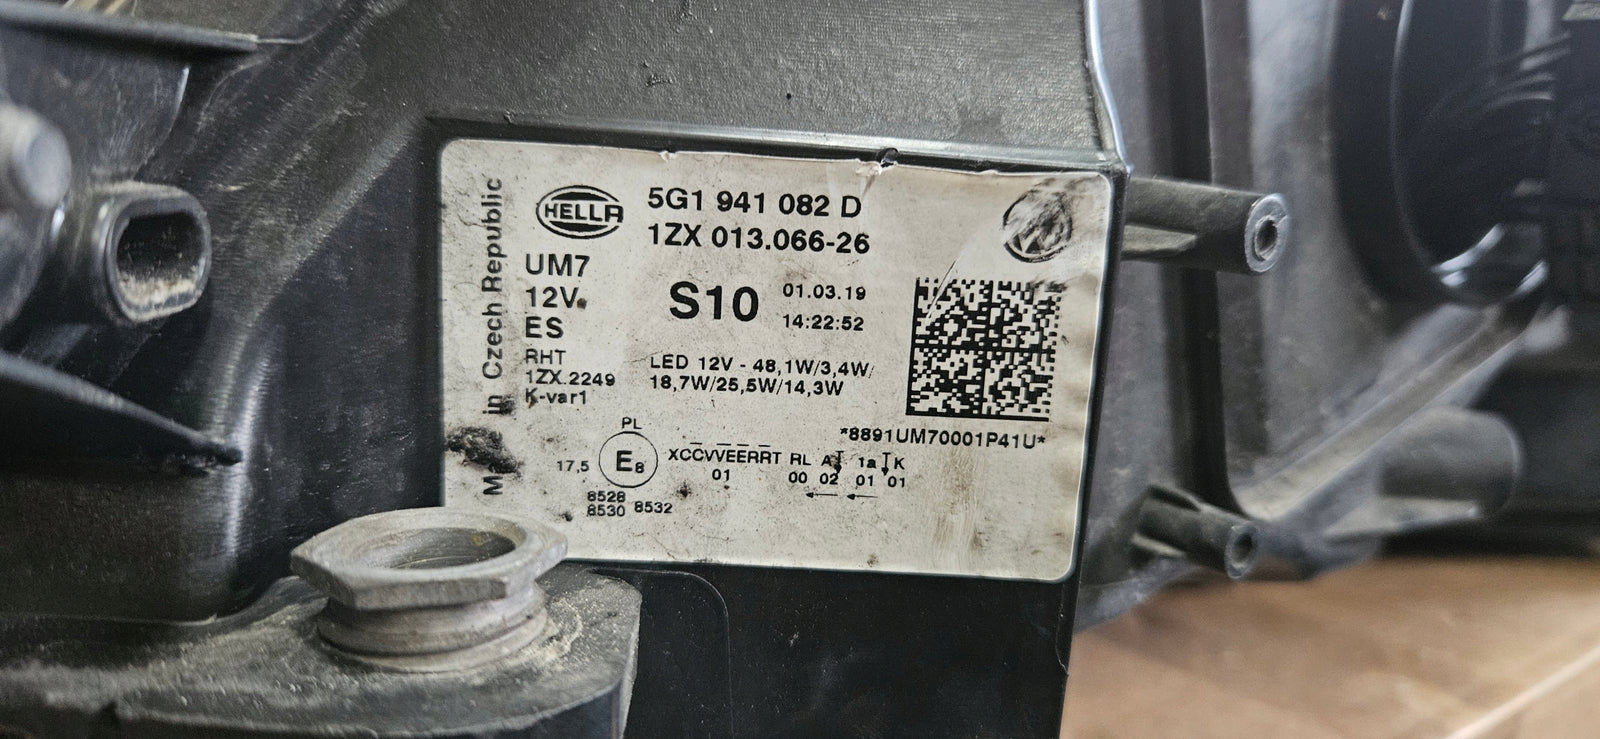 Made in Czech Republic
HELLA
5G1 941 082 D
1ZX 013.066-26
UM7
12V
ES
RHT
1ZX.2249
K-var1
S10
01.03.19
14:22:52
LED 12V - 48,1W/3,4W/
18,7W/25,5W/14,3W
*8891UM70001P41U*
PL
17,5
E8
XCCVVEERRT RL A 1a K
01 00 02 01 01
8528
8530 8532